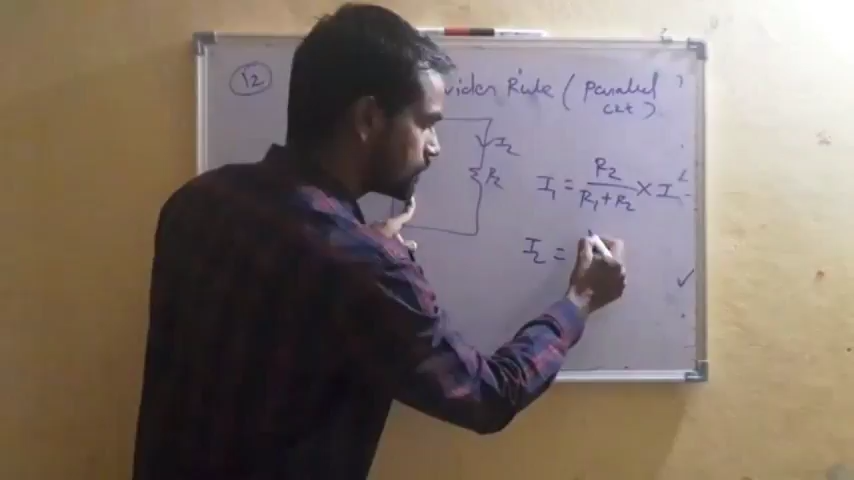 12
vider Rule (Parallel
ckt)
I2
R2
I1 = R2 / R1 + R2 × I
I2 =